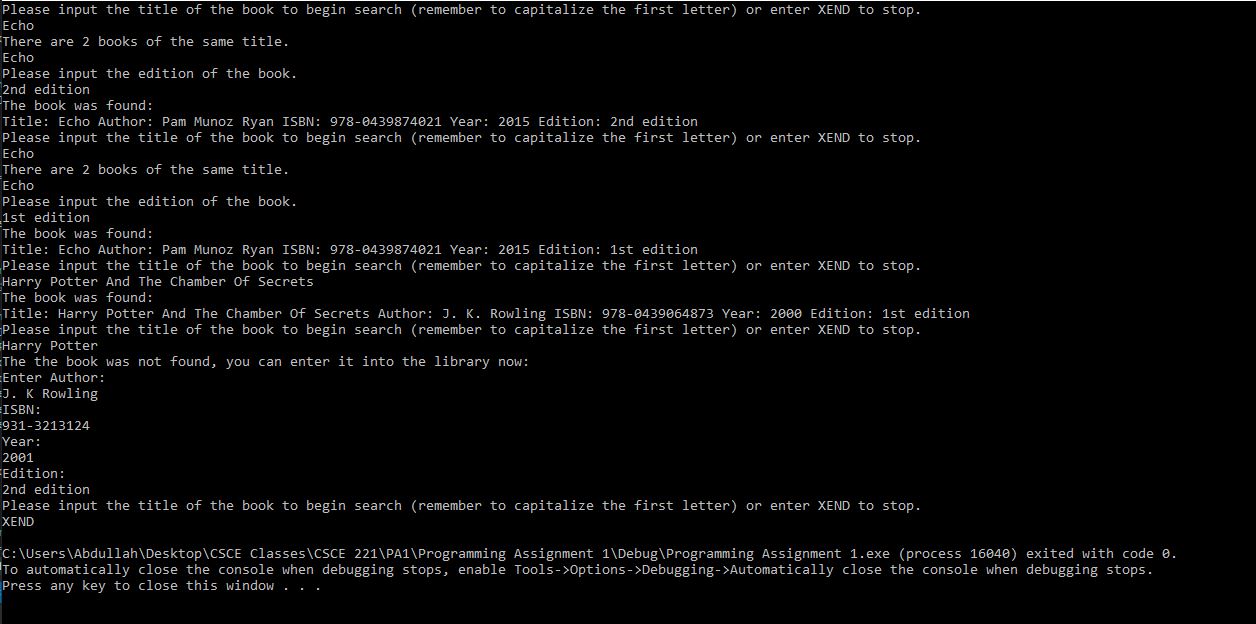 Please input the title of the book to begin search (remember to capitalize the first letter) or enter XEND to stop.
Echo
There are 2 books of the same title.
Echo
Please input the edition of the book.
2nd edition
The book was found:
Title: Echo Author: Pam Munoz Ryan ISBN: 978-0439874021 Year: 2015 Edition: 2nd edition
Please input the title of the book to begin search (remember to capitalize the first letter) or enter XEND to stop.
Echo
There are 2 books of the same title.
Echo
Please input the edition of the book.
1st edition
The book was found:
Title: Echo Author: Pam Munoz Ryan ISBN: 978-0439874021 Year: 2015 Edition: 1st edition
Please input the title of the book to begin search (remember to capitalize the first letter) or enter XEND to stop.
Harry Potter And The Chamber Of Secrets
The book was found:
Title: Harry Potter And The Chamber Of Secrets Author: J. K. Rowling ISBN: 978-0439064873 Year: 2000 Edition: 1st edition
Please input the title of the book to begin search (remember to capitalize the first letter) or enter XEND to stop.
Harry Potter
The the book was not found, you can enter it into the library now:
Enter Author:
J. K Rowling
ISBN:
931-3213124
Year:
2001
Edition:
2nd edition
Please input the title of the book to begin search (remember to capitalize the first letter) or enter XEND to stop.
XEND
C:\Users\Abdullah\Desktop\CSCE Classes\CSCE 221\PA1\Programming Assignment 1\Debug\Programming Assignment 1.exe (process 16040) exited with code 0.
To automatically close the console when debugging stops, enable Tools->Options->Debugging->Automatically close the console when debugging stops.
Press any key to close this window . . .